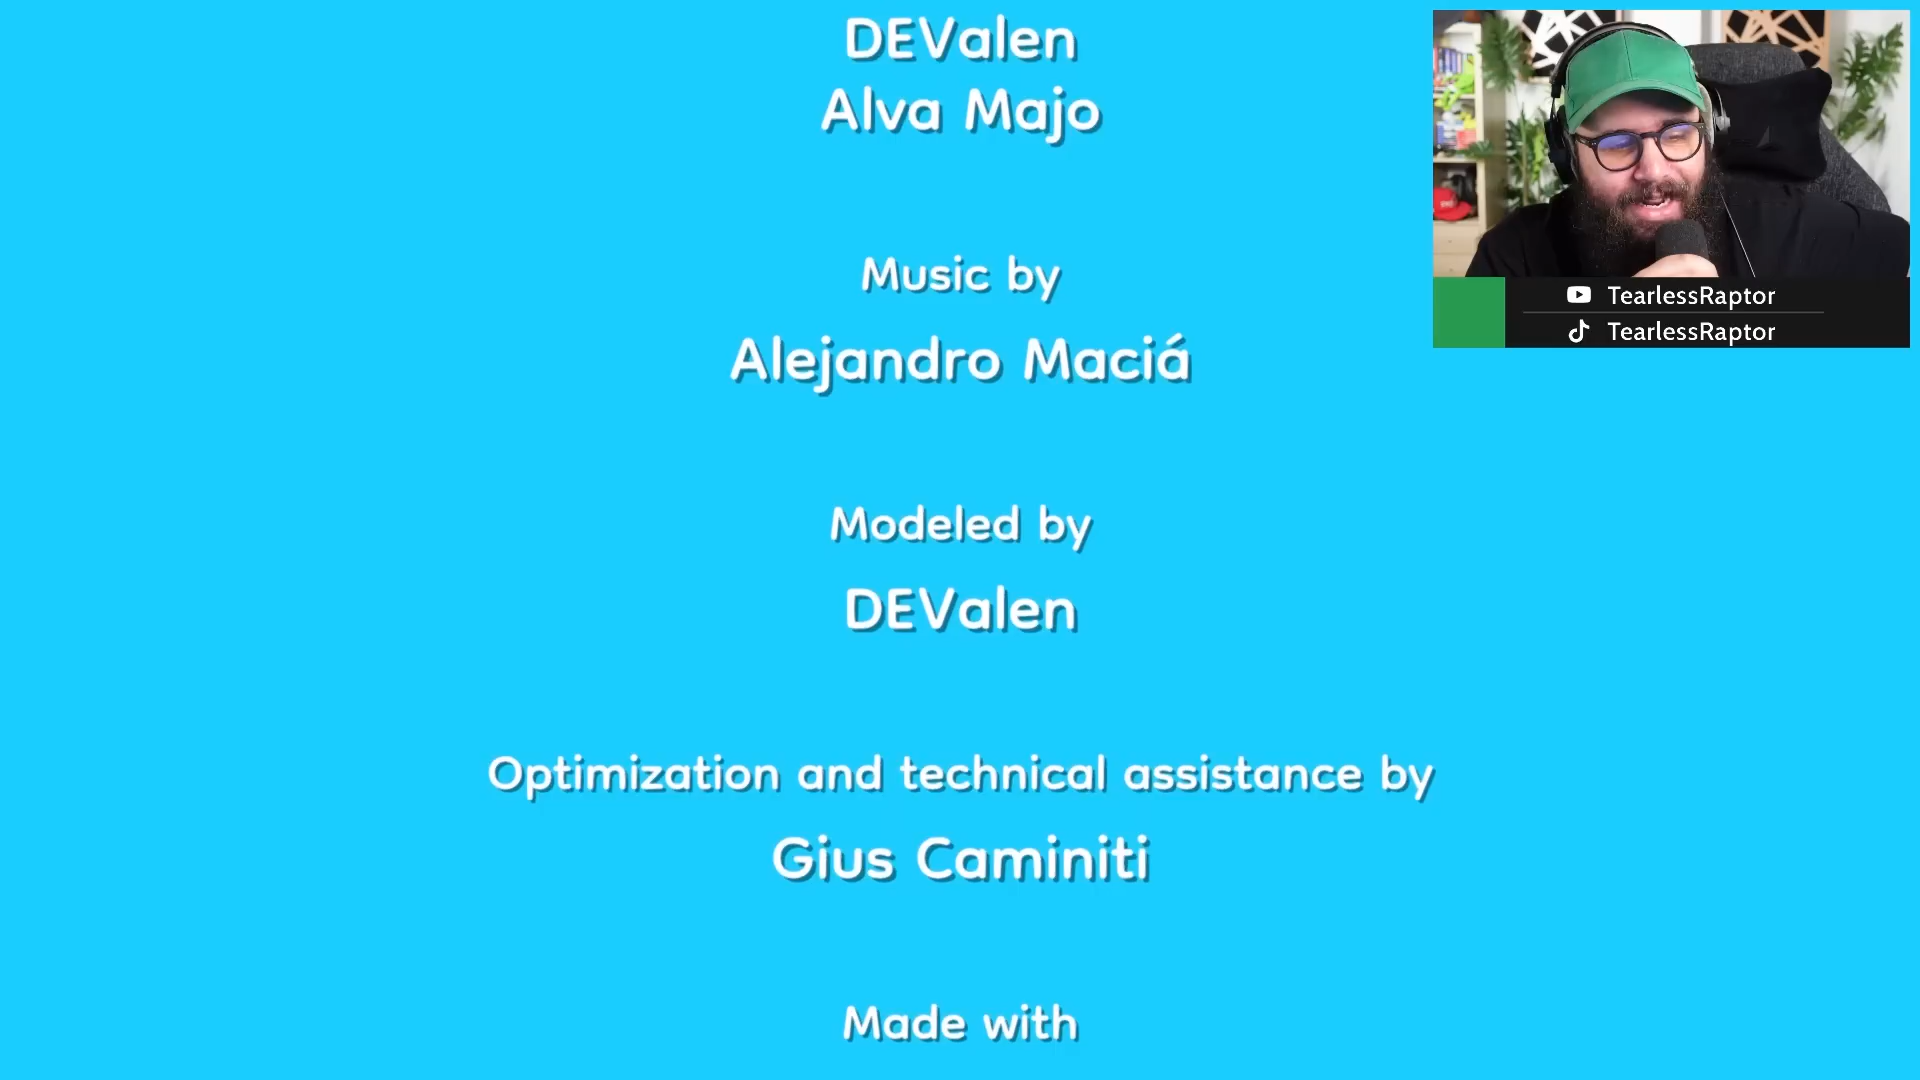 DEValen
Alva Majo
Music by
Alejandro Maciá
Modeled by
DEValen
Optimization and technical assistance by
Gius Caminiti
Made with
TearlessRaptor
TearlessRaptor